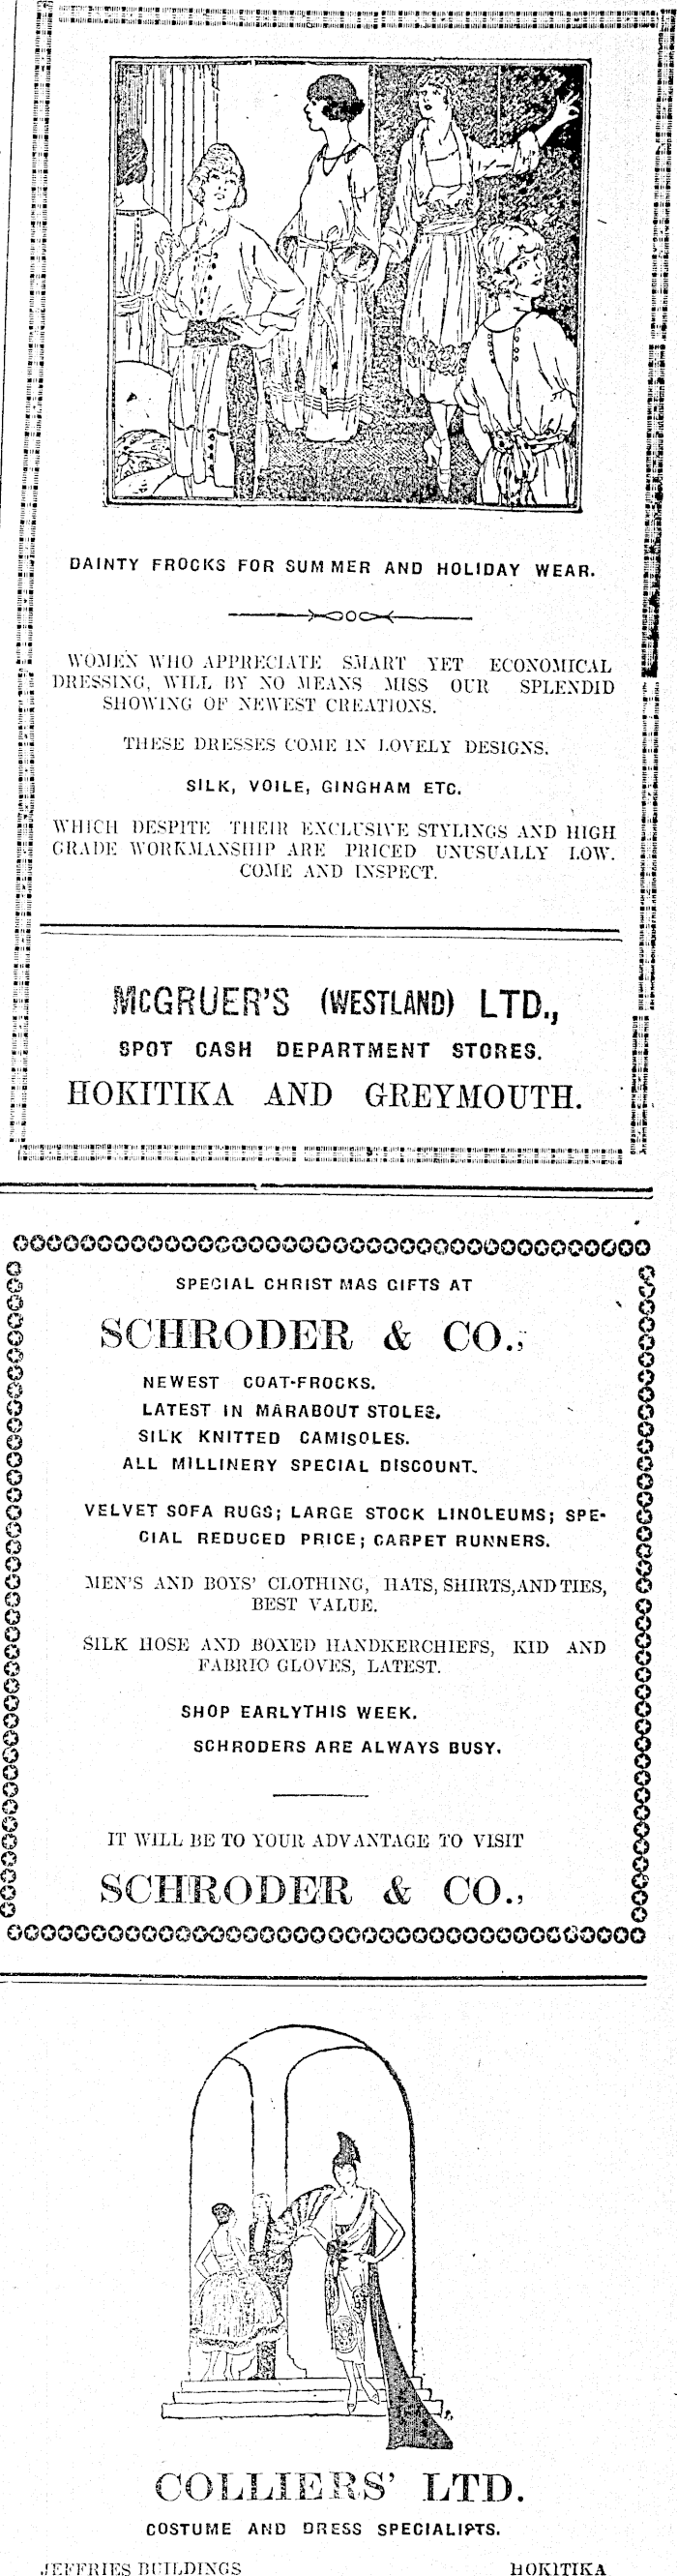 DAINTY FROCKS FOR SUMMER AND HOLIDAY WEAR.
WOMEN WHO APPRECIATE SMART YET ECONOMICAL
DRESSING, WILL BY NO MEANS MISS OUR SPLENDID
SHOWING OF NEWEST CREATIONS.
THESE DRESSES COME IN LOVELY DESIGNS.
SILK, VOILE, GINGHAM ETC.
WHICH DESPITE THEIR EXCLUSIVE STYLINGS AND HIGH
GRADE WORKMANSHIP ARE PRICED UNUSUALLY LOW.
COME AND INSPECT.
McGRUER'S (WESTLAND) LTD.,
SPOT CASH DEPARTMENT STORES.
HOKITIKA AND GREYMOUTH.
SPECIAL CHRISTMAS GIFTS AT
SCHRODER & CO.,
NEWEST COAT-FROCKS.
LATEST IN MARABOUT STOLES.
SILK KNITTED CAMISOLES.
ALL MILLINERY SPECIAL DISCOUNT.
VELVET SOFA RUGS; LARGE STOCK LINOLEUMS; SPE-
CIAL REDUCED PRICE; CARPET RUNNERS.
MEN'S AND BOYS' CLOTHING, HATS, SHIRTS, AND TIES,
BEST VALUE.
SILK HOSE AND BOXED HANDKERCHIEFS, KID AND
FABRIC GLOVES, LATEST.
SHOP EARLYTHIS WEEK.
SCHRODERS ARE ALWAYS BUSY.
IT WILL BE TO YOUR ADVANTAGE TO VISIT
SCHRODER & CO.,
COLLIERS' LTD.
COSTUME AND DRESS SPECIALISTS.
JEFFRIES BUILDINGS HOKITIKA